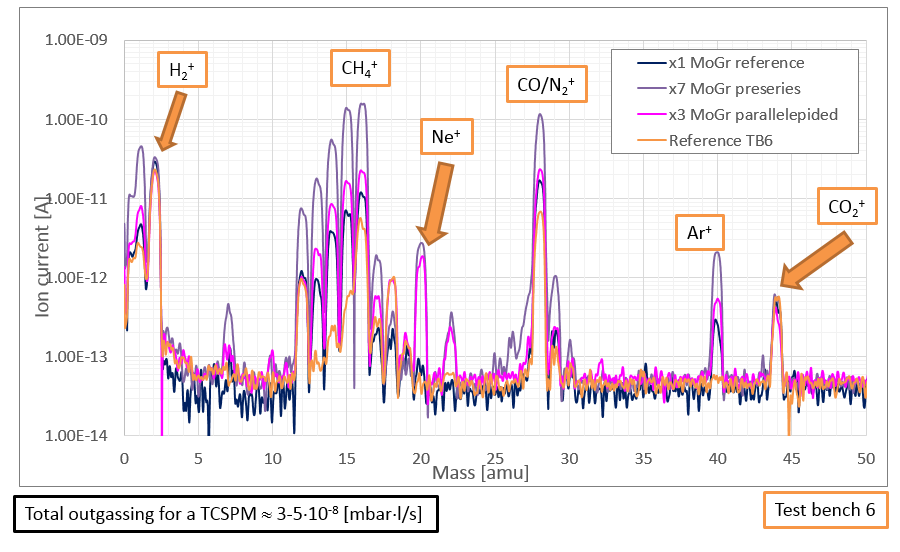 1.00E-09
1.00E-10
1.00E-11
1.00E-12
1.00E-13
1.00E-14
Ion current [A]
H₂⁺
CH₄⁺
Ne⁺
CO/N₂⁺
Ar⁺
CO₂⁺
x1 MoGr reference
x7 MoGr preseries
x3 MoGr parallelepided
Reference TB6
0 5 10 15 20 25 30 35 40 45 50
Mass [amu]
Total outgassing for a TCSPM ≈ 3-5·10⁻⁸ [mbar·l/s]
Test bench 6